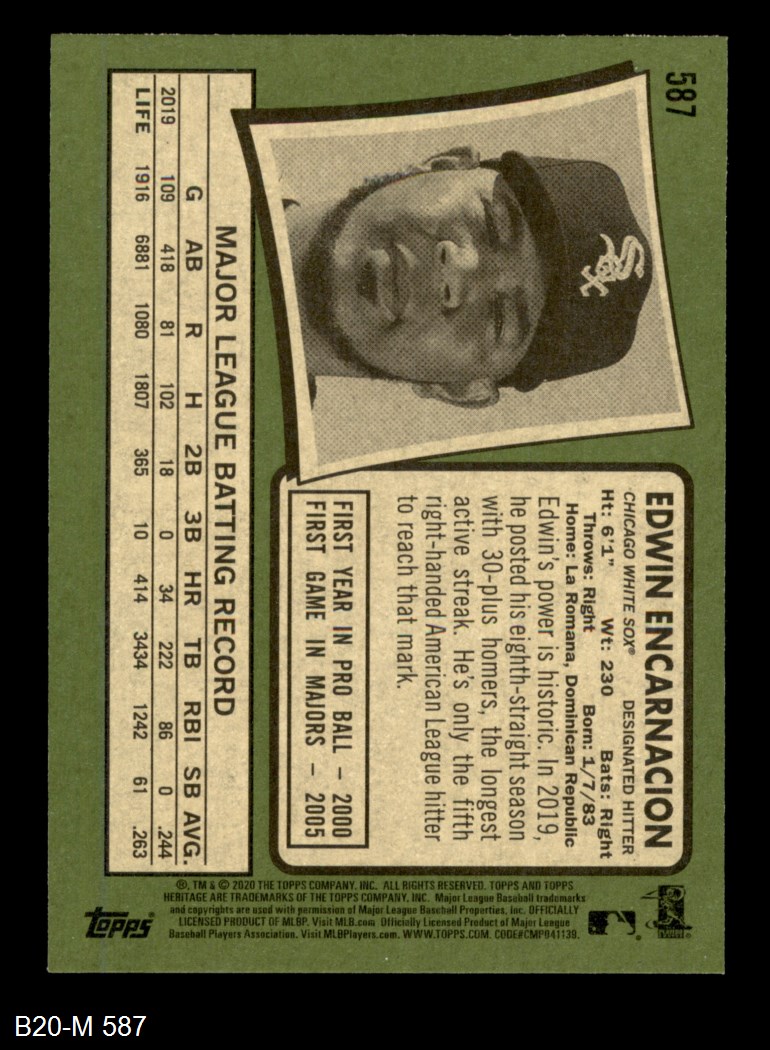 587
EDWIN ENCARNACION
CHICAGO WHITE SOX® DESIGNATED HITTER
Ht: 6'1" Wt: 230 Bats: Right
Throws: Right Born: 1/7/83
Home: La Romana, Dominican Republic
Edwin's power is historic. In 2019,
he posted his eighth-straight season
with 30-plus homers, the longest
active streak. He's only the fifth
right-handed American League hitter
to reach that mark.
FIRST YEAR IN PRO BALL – 2000
FIRST GAME IN MAJORS – 2005
MAJOR LEAGUE BATTING RECORD
G AB R H 2B 3B HR TB RBI SB AVG.
2019 109 418 81 102 18 0 34 222 86 0 .244
LIFE 1916 6881 1080 1807 365 10 414 3434 1242 61 .263
®, TM & © 2020 THE TOPPS COMPANY, INC. ALL RIGHTS RESERVED. TOPPS AND TOPPS
HERITAGE ARE TRADEMARKS OF THE TOPPS COMPANY, INC. Major League Baseball trademarks
and copyrights are used with permission of Major League Baseball Properties, Inc. OFFICIALLY
LICENSED PRODUCT OF MLBP. Visit MLB.com Officially Licensed Product of Major League
Baseball Players Association. Visit MLBPlayers.com. WWW.TOPPS.COM. CODE#CMP041139.
Topps®
Sox
B20-M 587